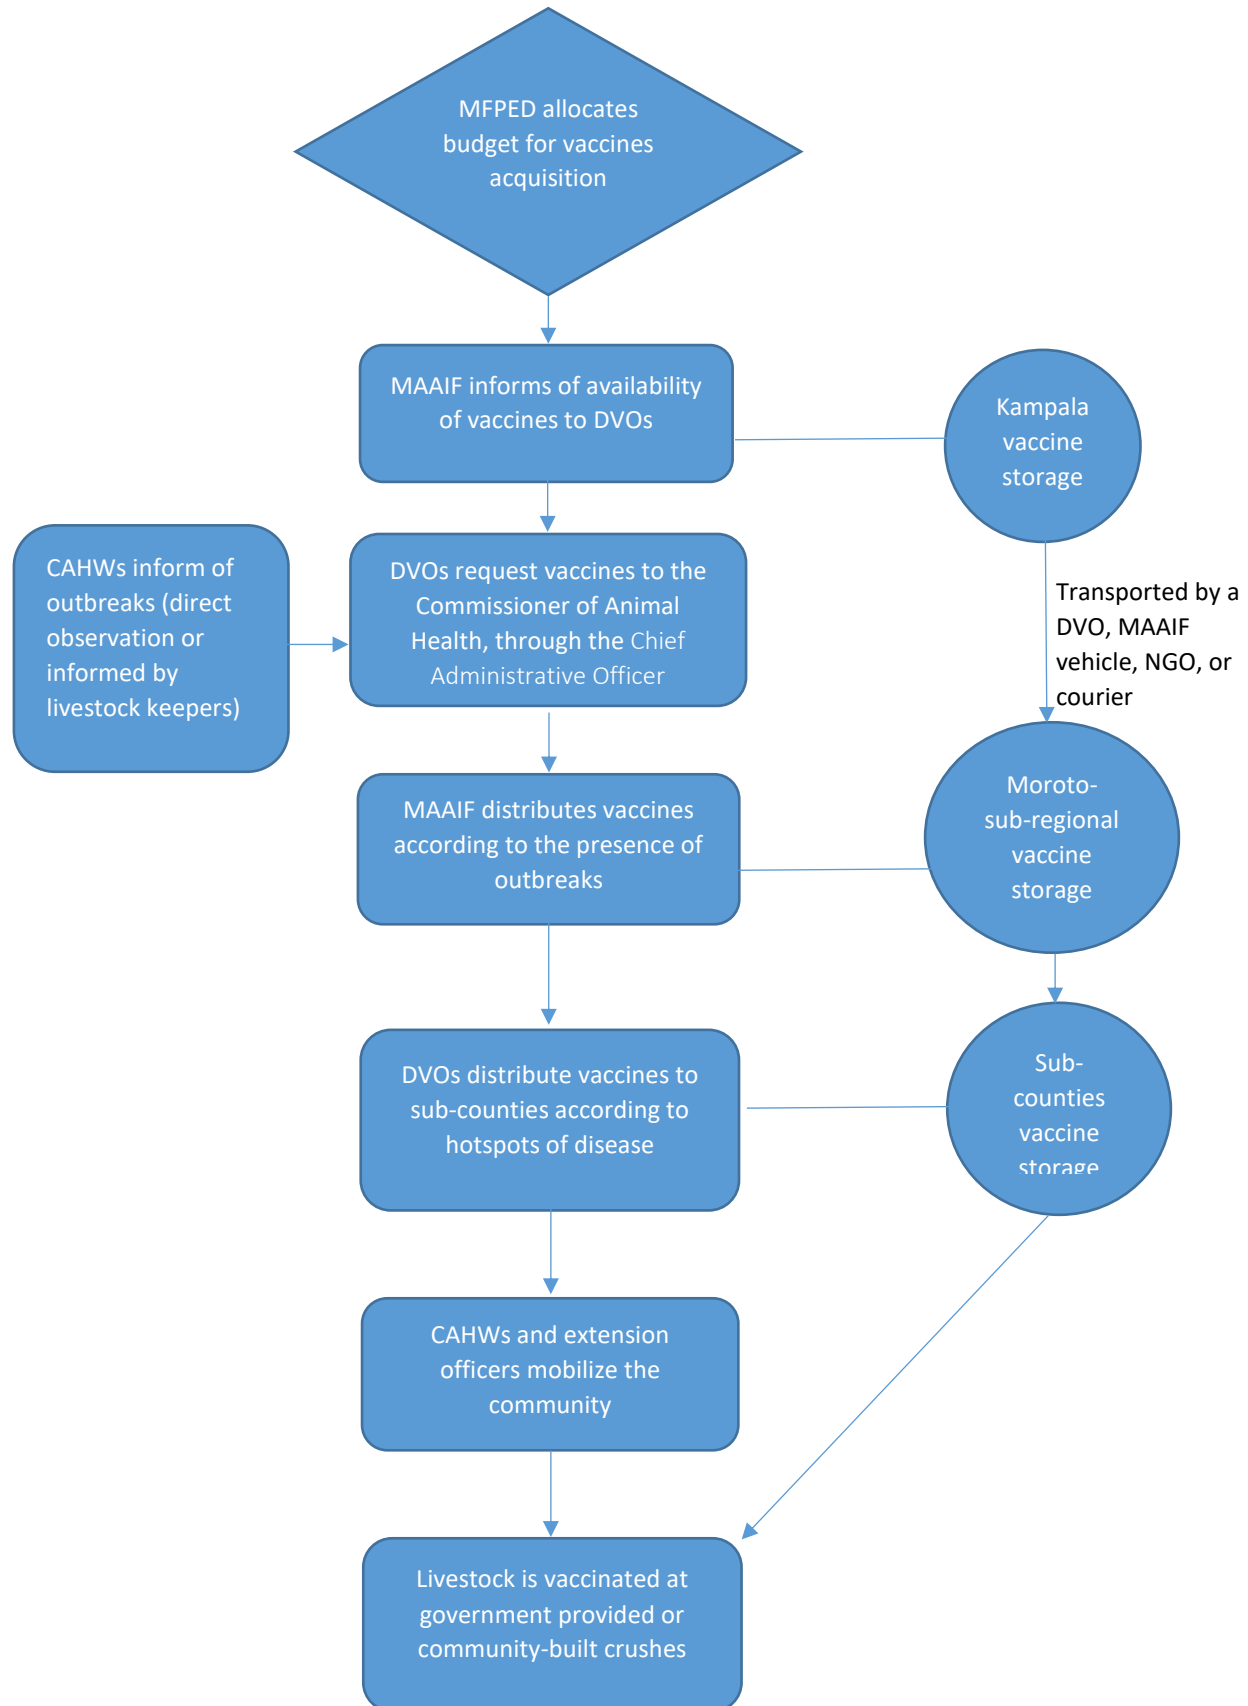 MFPED allocates
budget for vaccines
acquisition
MAAIF informs of availability
of vaccines to DVOs
Kampala
vaccine
storage
CAHWs inform of
outbreaks (direct
observation or
informed by
livestock keepers)
DVOs request vaccines to the
Commissioner of Animal
Health, through the Chief
Administrative Officer
Transported by a
DVO, MAAIF
vehicle, NGO, or
courier
MAAIF distributes vaccines
according to the presence of
outbreaks
Moroto-
sub-regional
vaccine
storage
DVOs distribute vaccines to
sub-counties according to
hotspots of disease
Sub-
counties
vaccine
storage
CAHWs and extension
officers mobilize the
community
Livestock is vaccinated at
government provided or
community-built crushes